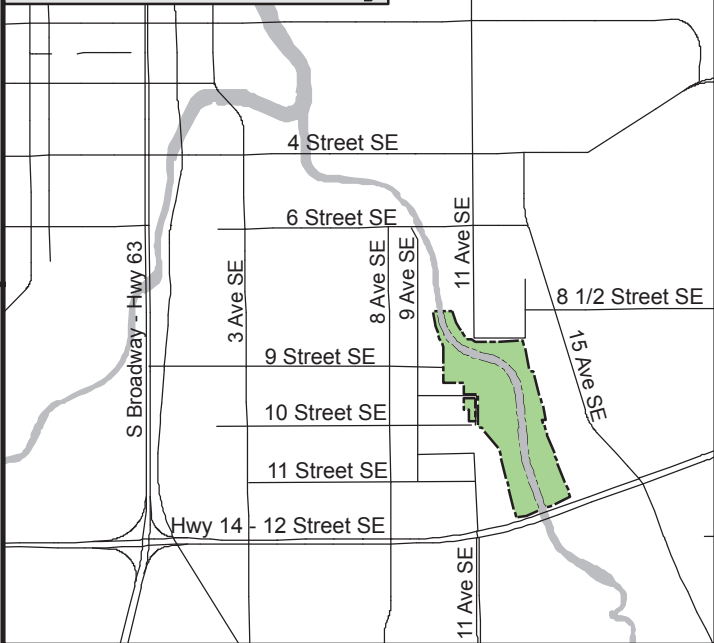 4 Street SE
6 Street SE
11 Ave SE
S Broadway - Hwy 63
3 Ave SE
8 Ave SE
9 Ave SE
8 1/2 Street SE
15 Ave SE
9 Street SE
10 Street SE
11 Street SE
Hwy 14 - 12 Street SE
11 Ave SE